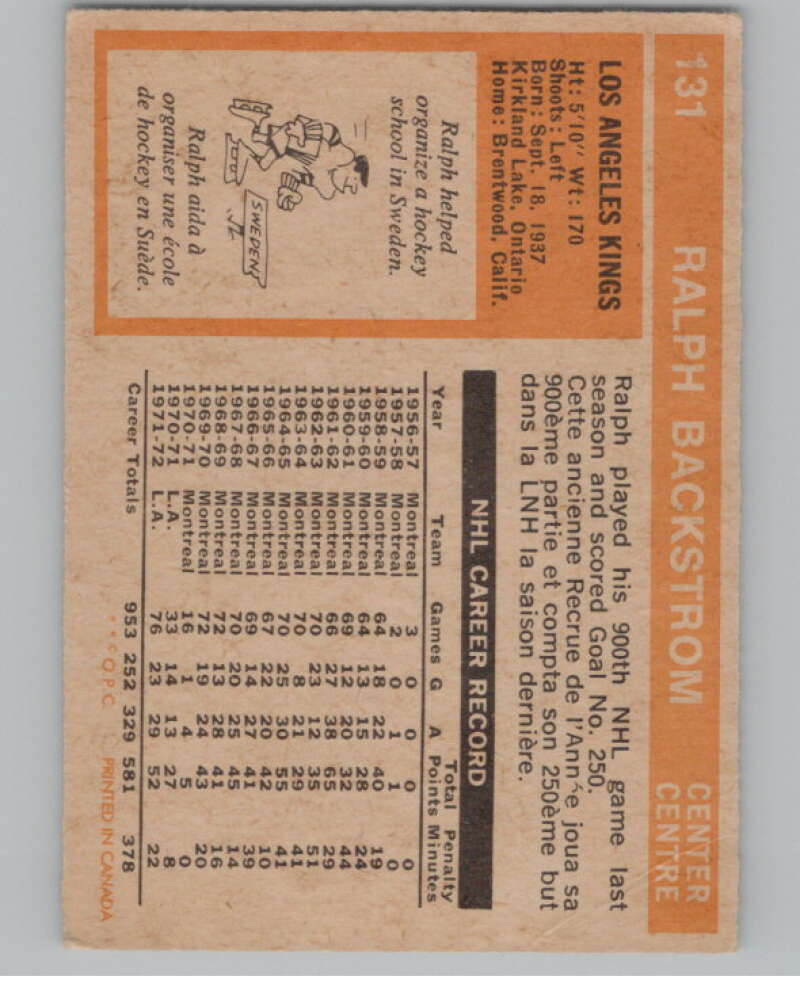 131 RALPH BACKSTROM CENTER
CENTRE
LOS ANGELES KINGS
Ht: 5'10" Wt: 170
Shoots: Left
Born: Sept. 18, 1937
Kirkland Lake, Ontario
Home: Brentwood, Calif.
Ralph helped
organize a hockey
school in Sweden.
SWEDEN
Ralph aida à
organiser une école
de hockey en Suède.
Ralph played his 900th NHL game last
season and scored Goal No. 250.
Cette ancienne Recrue de l'Année joua sa
900ème partie et compta son 250ème but
dans la LNH la saison dernière.
NHL CAREER RECORD
Total Penalty
Year Team Games G A Points Minutes
1956-57 Montreal 3 0 0 0 0
1957-58 Montreal 2 0 1 1 0
1958-59 Montreal 64 18 22 40 19
1959-60 Montreal 64 13 15 28 24
1960-61 Montreal 69 12 20 32 44
1961-62 Montreal 66 27 38 65 29
1962-63 Montreal 70 23 12 35 51
1963-64 Montreal 70 8 21 29 41
1964-65 Montreal 70 25 30 55 41
1965-66 Montreal 67 22 20 42 10
1966-67 Montreal 69 14 27 41 39
1967-68 Montreal 70 20 25 45 14
1968-69 Montreal 72 13 28 41 16
1969-70 Montreal 72 19 24 43 20
1970-71 Montreal 16 1 4 5 0
1970-71 L.A. 33 14 13 27 8
1971-72 L.A. 76 23 29 52 22
Career Totals 953 252 329 581 378
**© O.P.C. PRINTED IN CANADA